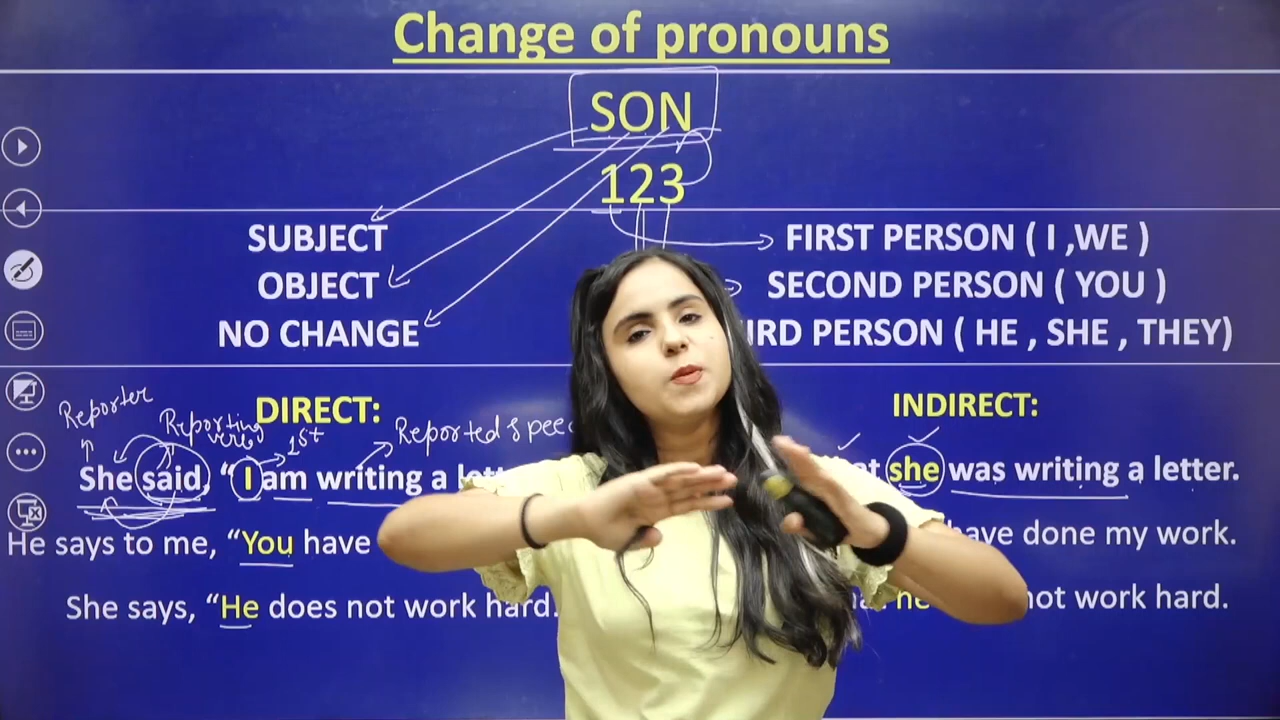 Change of pronouns
SON
123
SUBJECT
OBJECT
NO CHANGE
FIRST PERSON ( I ,WE )
SECOND PERSON ( YOU )
PERSON ( HE , SHE , THEY)
DIRECT:
INDIRECT:
Reporter
Reporting verb
1st
Reported
She said, “I am writing a
she was writing a letter.
He says to me, “You have
have done my work.
She says, “He does not work hard.
he not work hard.